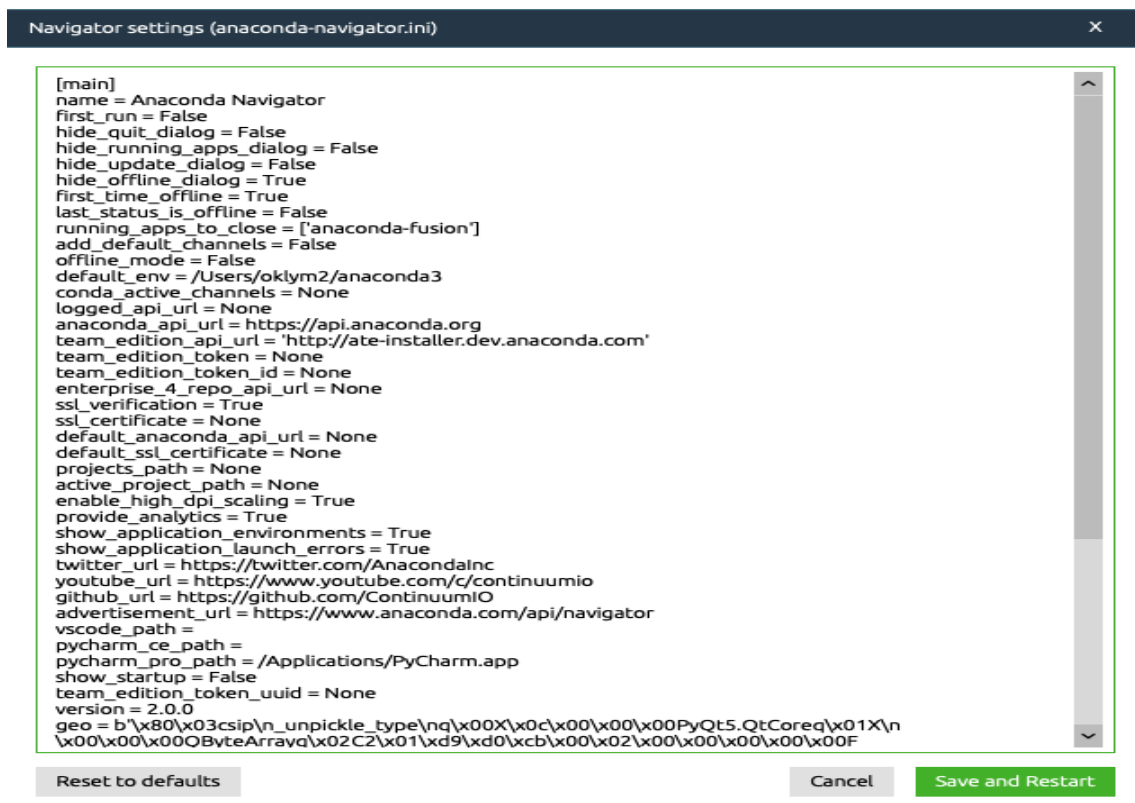 Navigator settings (anaconda-navigator.ini)
[main]
name = Anaconda Navigator
first_run = False
hide_quit_dialog = False
hide_running_apps_dialog = False
hide_update_dialog = False
hide_offline_dialog = True
first_time_offline = True
last_status_is_offline = False
running_apps_to_close = ['anaconda-fusion']
add_default_channels = False
offline_mode = False
default_env = /Users/oklym2/anaconda3
conda_active_channels = None
logged_api_url = None
anaconda_api_url = https://api.anaconda.org
team_edition_api_url = 'http://ate-installer.dev.anaconda.com'
team_edition_token = None
team_edition_token_id = None
enterprise_4_repo_api_url = None
ssl_verification = True
ssl_certificate = None
default_anaconda_api_url = None
default_ssl_certificate = None
projects_path = None
active_project_path = None
enable_high_dpi_scaling = True
provide_analytics = True
show_application_environments = True
show_application_launch_errors = True
twitter_url = https://twitter.com/AnacondaInc
youtube_url = https://www.youtube.com/c/continuumio
github_url = https://github.com/ContinuumIO
advertisement_url = https://www.anaconda.com/api/navigator
vscode_path =
pycharm_ce_path =
pycharm_pro_path = /Applications/PyCharm.app
show_startup = False
team_edition_token_uuid = None
version = 2.0.0
geo = b'\x80\x03csip\n_unpickle_type\nq\x00X\x0c\x00\x00\x00PyQt5.QtCoreq\x01X\n
\x00\x00\x00QByteArrayq\x02C2\x01\xd9\xd0\xcb\x00\x02\x00\x00\x00\x00\x00F
Reset to defaults
Cancel
Save and Restart